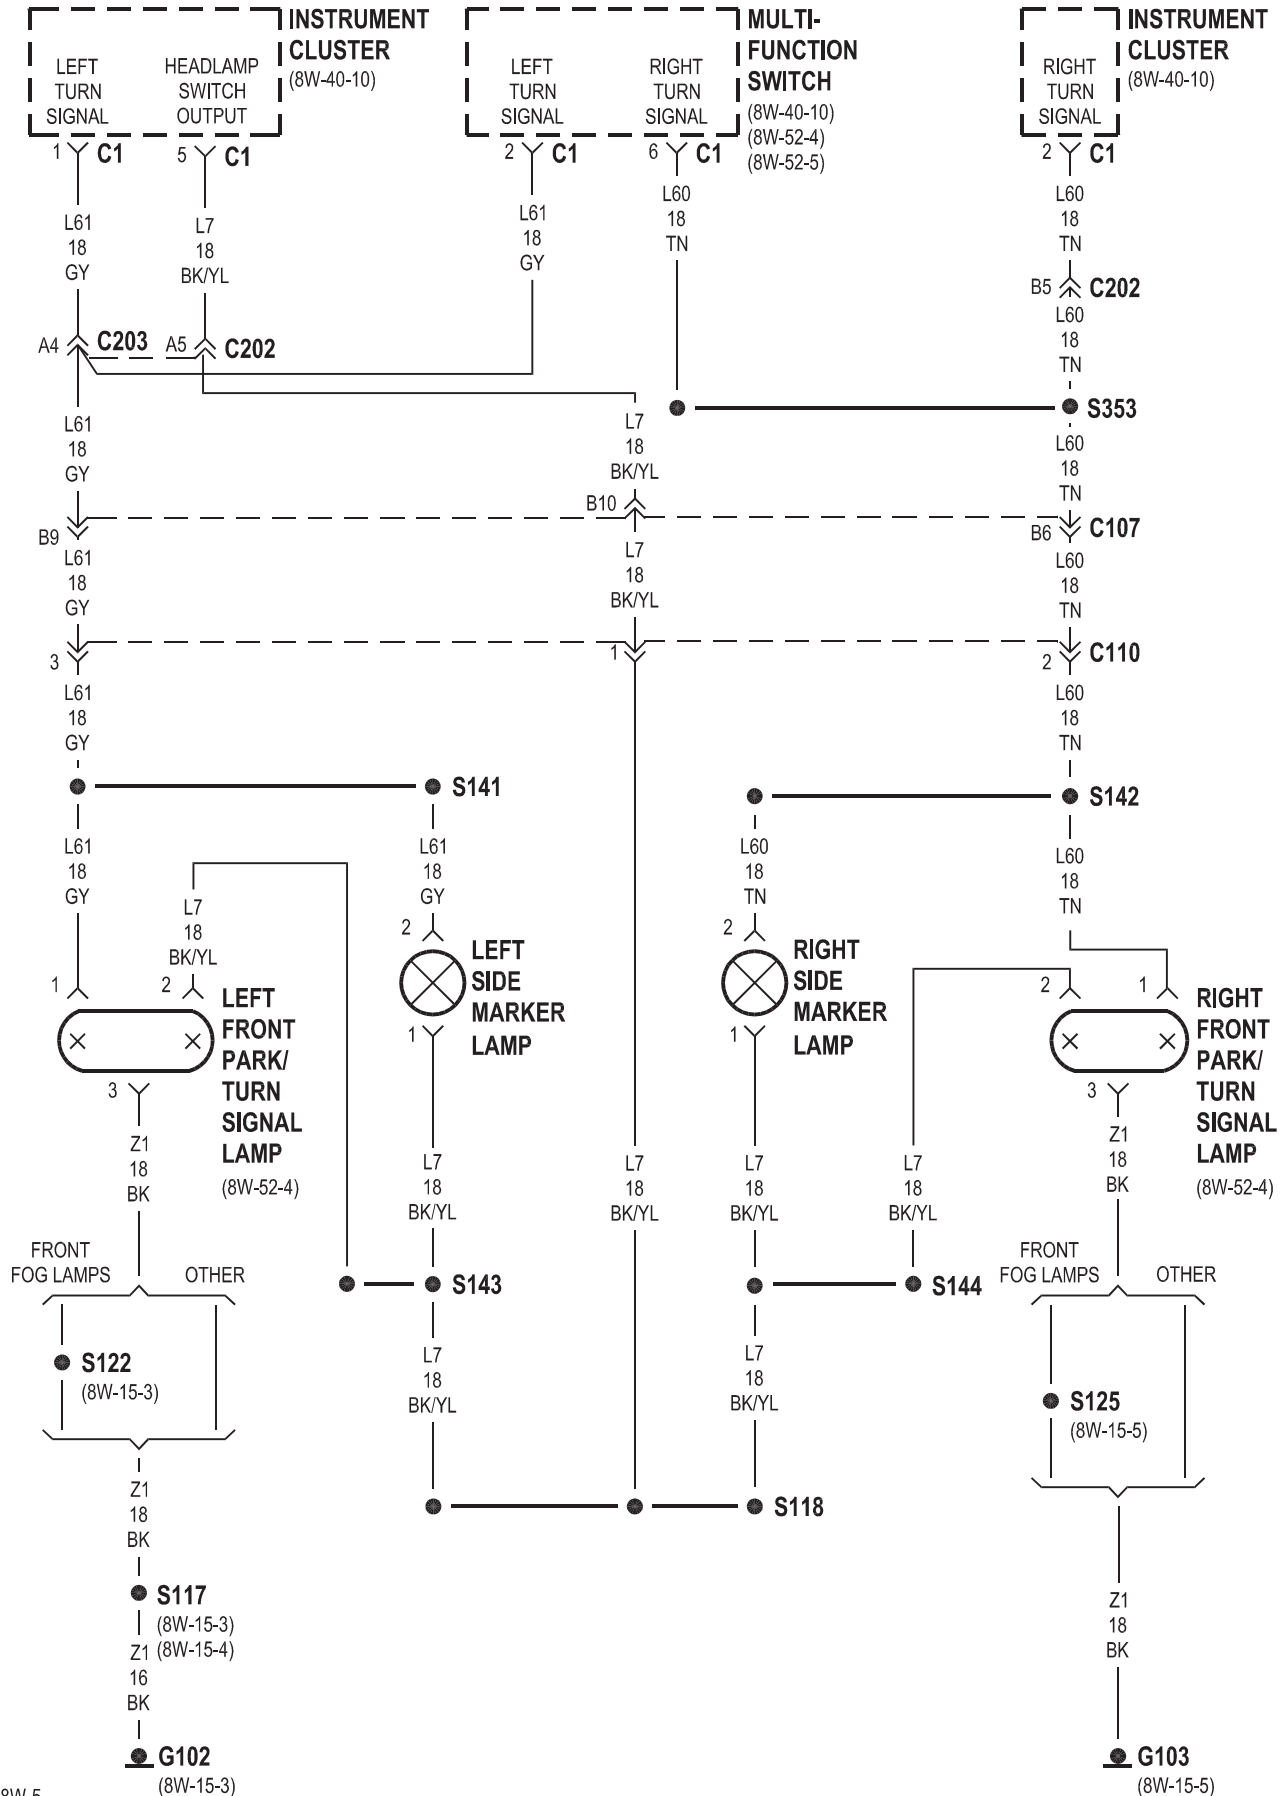 INSTRUMENT
CLUSTER
(8W-40-10)
LEFT
TURN
SIGNAL
HEADLAMP
SWITCH
OUTPUT
1
C1
5
C1
MULTI-
FUNCTION
SWITCH
(8W-40-10)
(8W-52-4)
(8W-52-5)
LEFT
TURN
SIGNAL
RIGHT
TURN
SIGNAL
2
C1
6
C1
INSTRUMENT
CLUSTER
(8W-40-10)
RIGHT
TURN
SIGNAL
2
C1
L61
18
GY
L7
18
BK/YL
L61
18
GY
L60
18
TN
L60
18
TN
B5
C202
L60
18
TN
A4
C203
A5
C202
S353
L61
18
GY
L7
18
BK/YL
L60
18
TN
B9
B10
B6
C107
L61
18
GY
L7
18
BK/YL
L60
18
TN
3
1
2
C110
L61
18
GY
L60
18
TN
S141
S142
L61
18
GY
L7
18
BK/YL
L61
18
GY
L60
18
TN
L60
18
TN
1
2
LEFT
FRONT
PARK/
TURN
SIGNAL
LAMP
(8W-52-4)
3
2
LEFT
SIDE
MARKER
LAMP
1
2
RIGHT
SIDE
MARKER
LAMP
1
2
1
RIGHT
FRONT
PARK/
TURN
SIGNAL
LAMP
(8W-52-4)
3
Z1
18
BK
L7
18
BK/YL
L7
18
BK/YL
L7
18
BK/YL
L7
18
BK/YL
Z1
18
BK
FRONT
FOG LAMPS
OTHER
S143
S144
FRONT
FOG LAMPS
OTHER
S122
(8W-15-3)
L7
18
BK/YL
L7
18
BK/YL
S125
(8W-15-5)
Z1
18
BK
S118
S117
(8W-15-3)
(8W-15-4)
Z1
16
BK
Z1
18
BK
G102
(8W-15-3)
G103
(8W-15-5)